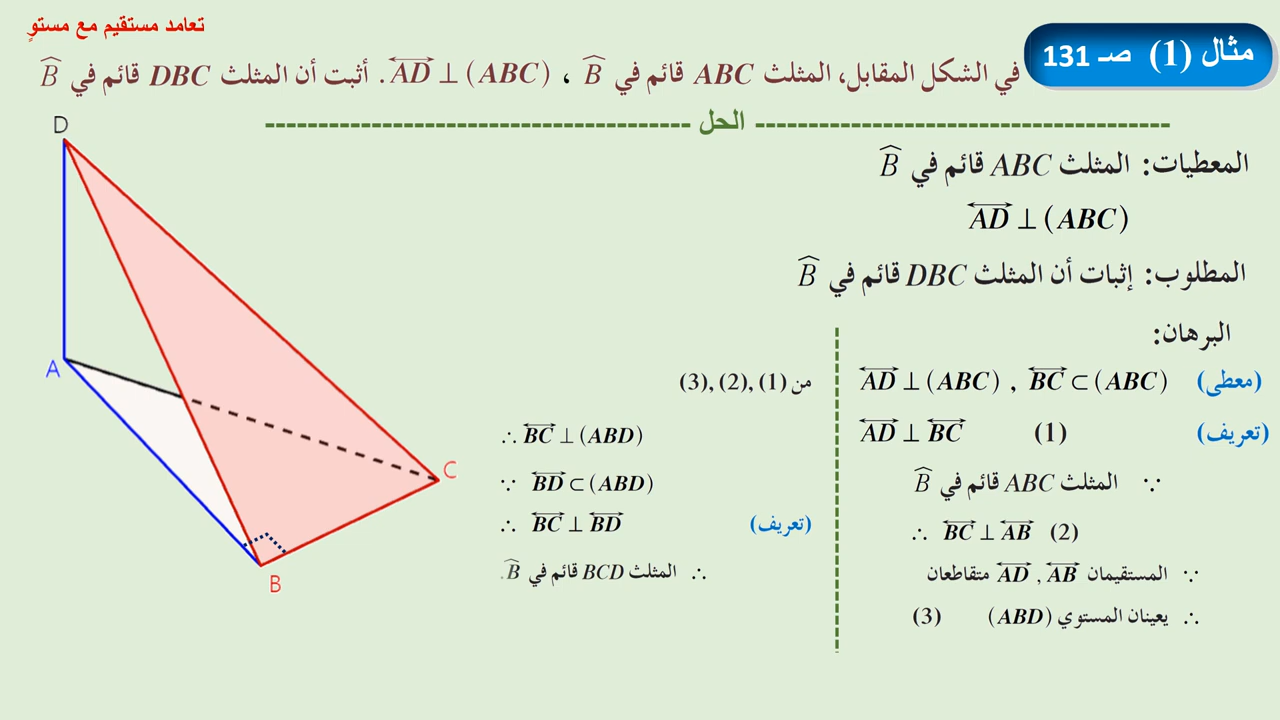 تعامد مستقيم مع مستوٍ
مثال (1) صـ 131
في الشكل المقابل، المثلث ABC قائم في B̂ ، AD⃡ ⊥ (ABC). أثبت أن المثلث DBC قائم في B̂
الحل
المعطيات: المثلث ABC قائم في B̂
AD⃡ ⊥ (ABC)
المطلوب: إثبات أن المثلث DBC قائم في B̂
البرهان:
AD⃡ ⊥ (ABC) , BC⃡ ⊂ (ABC) (معطى)
AD⃡ ⊥ BC⃡ (1) (تعريف)
∵ المثلث ABC قائم في B̂
∴ BC⃡ ⊥ AB⃡ (2)
∵ المستقيمان AD⃡ , AB⃡ متقاطعان
∴ يعينان المستوي (ABD) (3)
من (1), (2), (3)
∴ BC⃡ ⊥ (ABD)
∵ BD⃡ ⊂ (ABD)
∴ BC⃡ ⊥ BD⃡ (تعريف)
∴ المثلث BCD قائم في B̂.
D
A
C
B